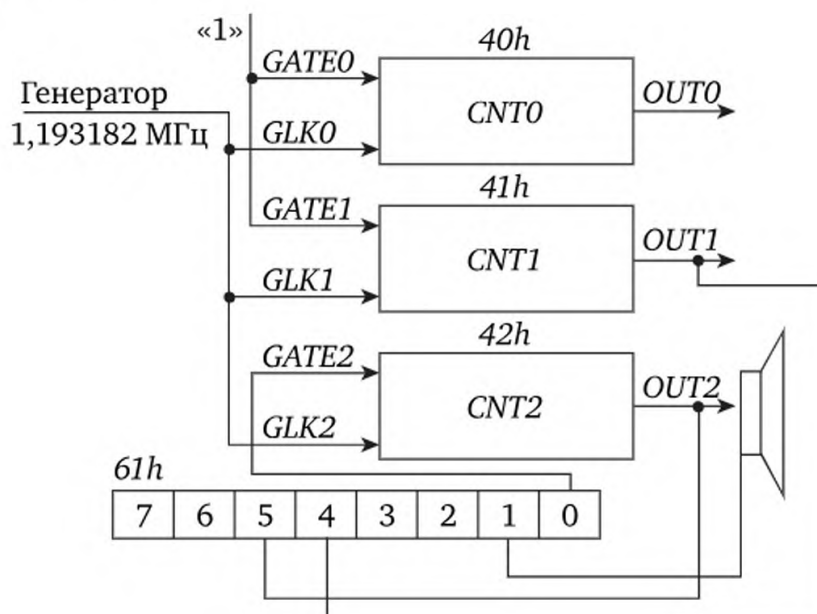 «1»
GATE0
40h
Генератор
1,193182 МГц
GLK0
CNT0
OUT0
GATE1
41h
GLK1
CNT1
OUT1
GATE2
42h
GLK2
CNT2
OUT2
61h
7 6 5 4 3 2 1 0